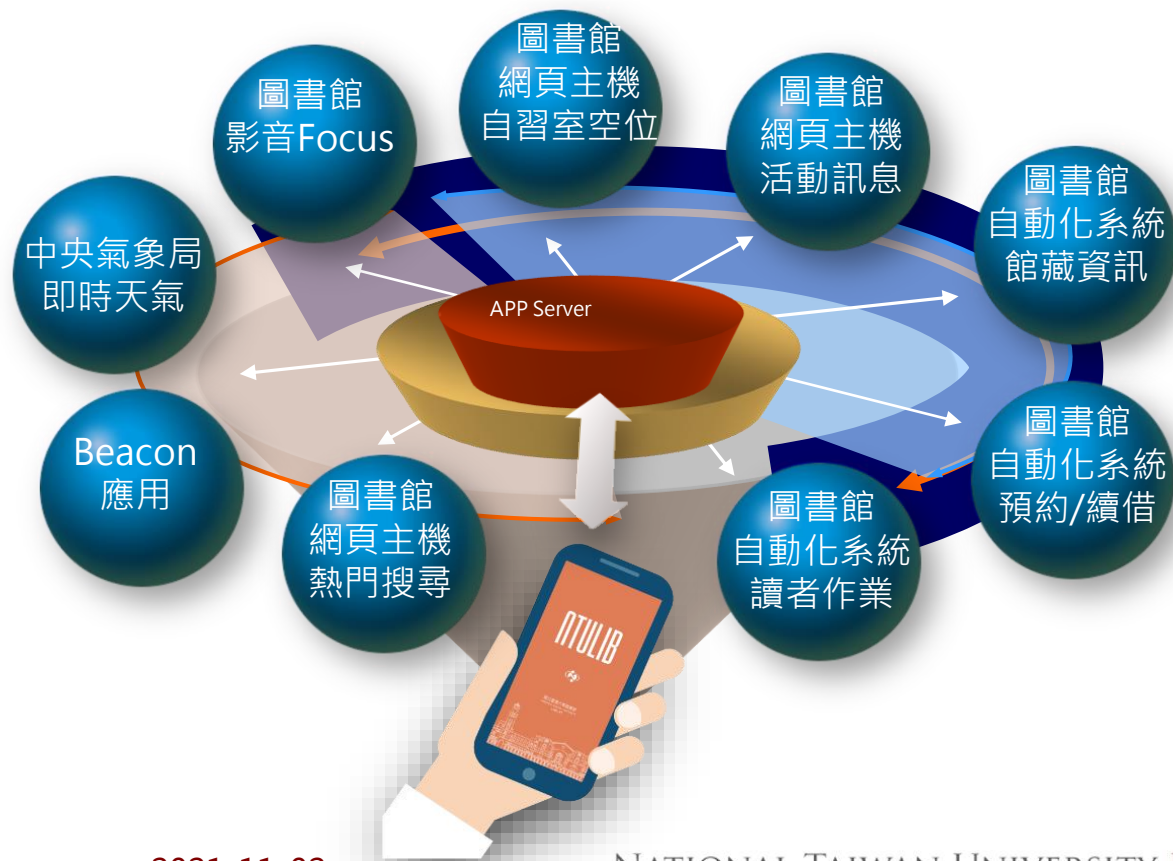 圖書館
網頁主機
自習室空位
圖書館
影音Focus
圖書館
網頁主機
活動訊息
圖書館
自動化系統
館藏資訊
中央氣象局
即時天氣
APP Server
Beacon
應用
圖書館
網頁主機
熱門搜尋
圖書館
自動化系統
讀者作業
圖書館
自動化系統
預約/續借
NTULIB
NATIONAL TAIWAN UNIVERSITY